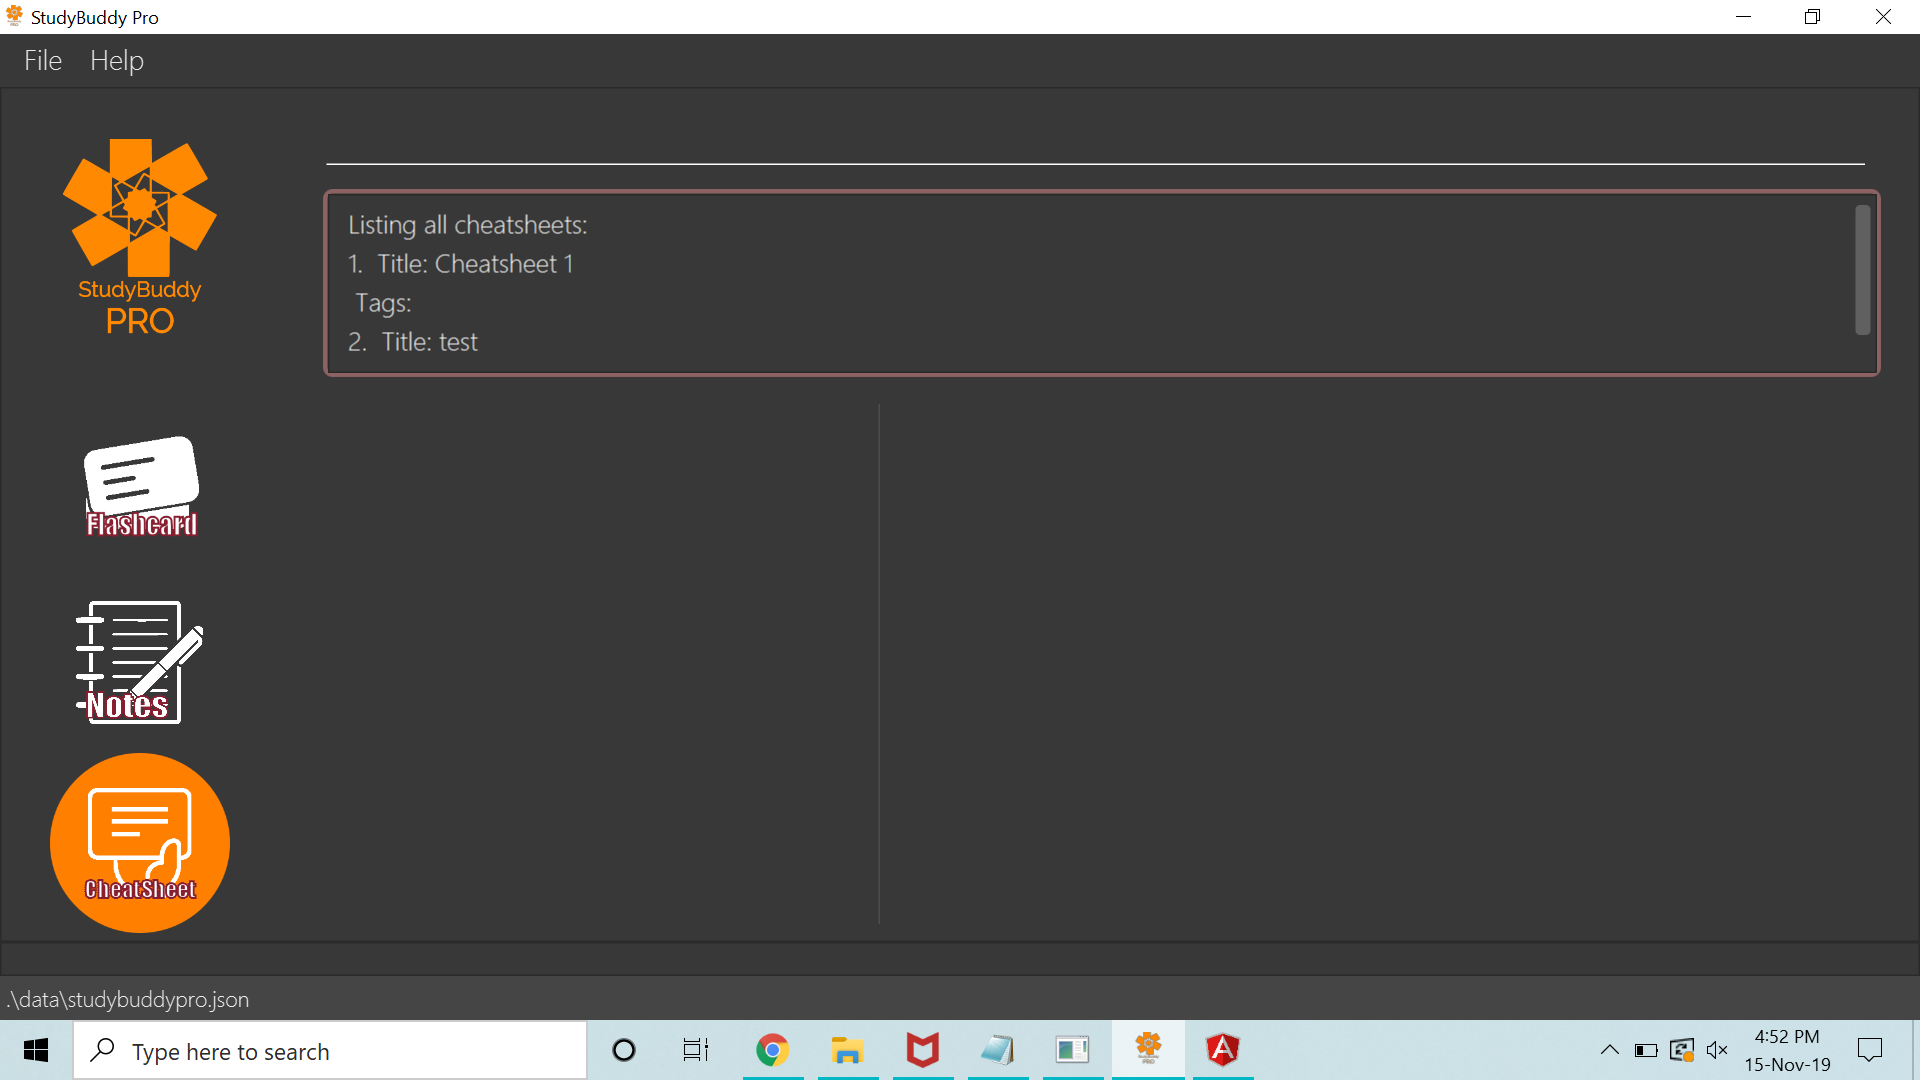 StudyBuddy Pro
File Help
StudyBuddy
PRO
Listing all cheatsheets:
1. Title: Cheatsheet 1
Tags:
2. Title: test
Flashcard
Notes
CheatSheet
.\data\studybuddypro.json
Type here to search
4:52 PM
15-Nov-19